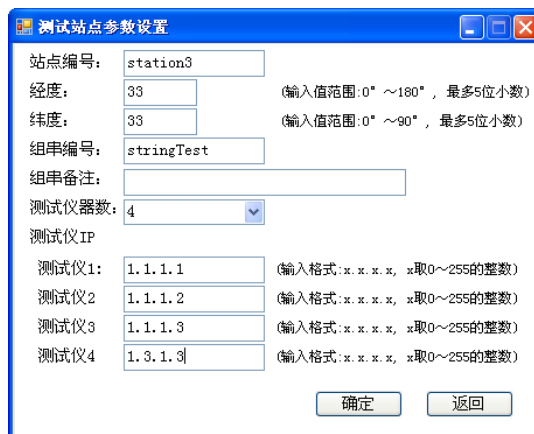 测试站点参数设置
站点编号: station3
经度: 33 (输入值范围:0° ～180° , 最多5位小数)
纬度: 33 (输入值范围:0° ～90° , 最多5位小数)
组串编号: stringTest
组串备注:
测试仪器数: 4
测试仪IP
测试仪1: 1.1.1.1 (输入格式:x.x.x.x, x取0～255的整数)
测试仪2 1.1.1.2 (输入格式:x.x.x.x, x取0～255的整数)
测试仪3 1.1.1.3 (输入格式:x.x.x.x, x取0～255的整数)
测试仪4 1.3.1.3 (输入格式:x.x.x.x, x取0～255的整数)
确定 返回